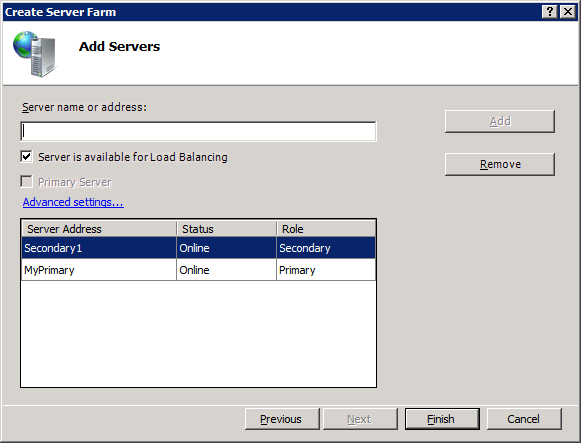 Create Server Farm
Add Servers
Server name or address:
Add
Server is available for Load Balancing
Remove
Primary Server
Advanced settings...
Server Address Status Role
Secondary1 Online Secondary
MyPrimary Online Primary
Previous Next Finish Cancel